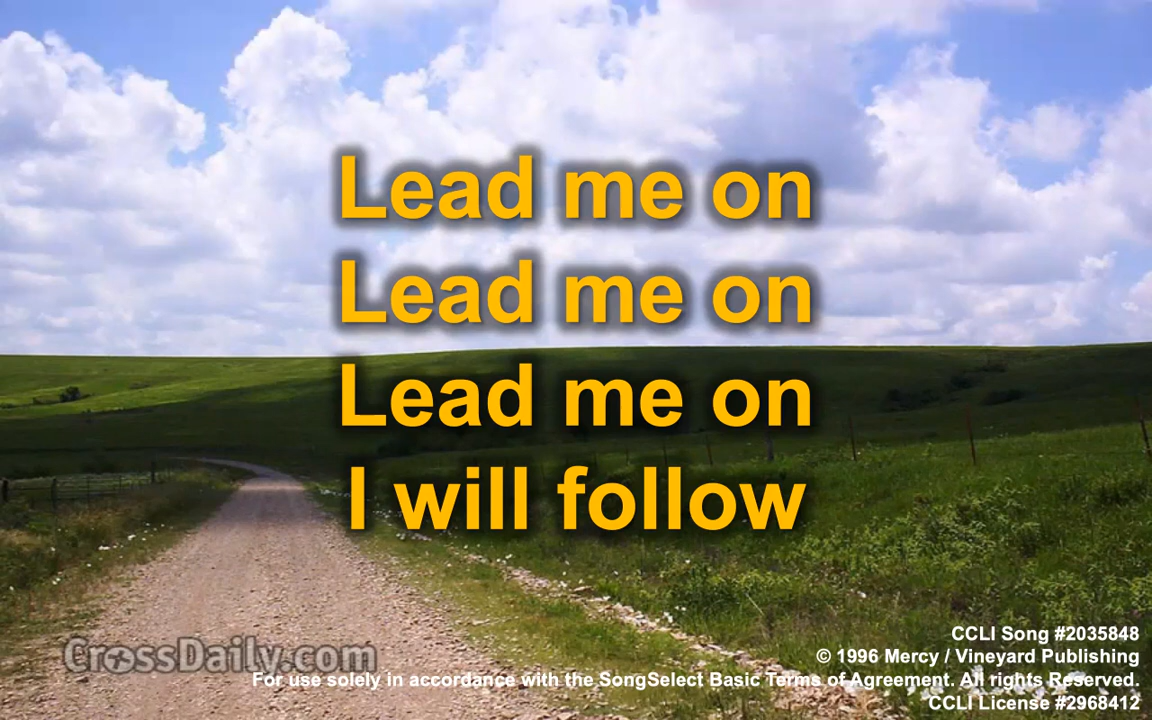 Lead me on
Lead me on
Lead me on
I will follow
CrossDaily.com
CCLI Song #2035848
© 1996 Mercy / Vineyard Publishing
For use solely in accordance with the SongSelect Basic Terms of Agreement. All rights Reserved.
CCLI License #2968412